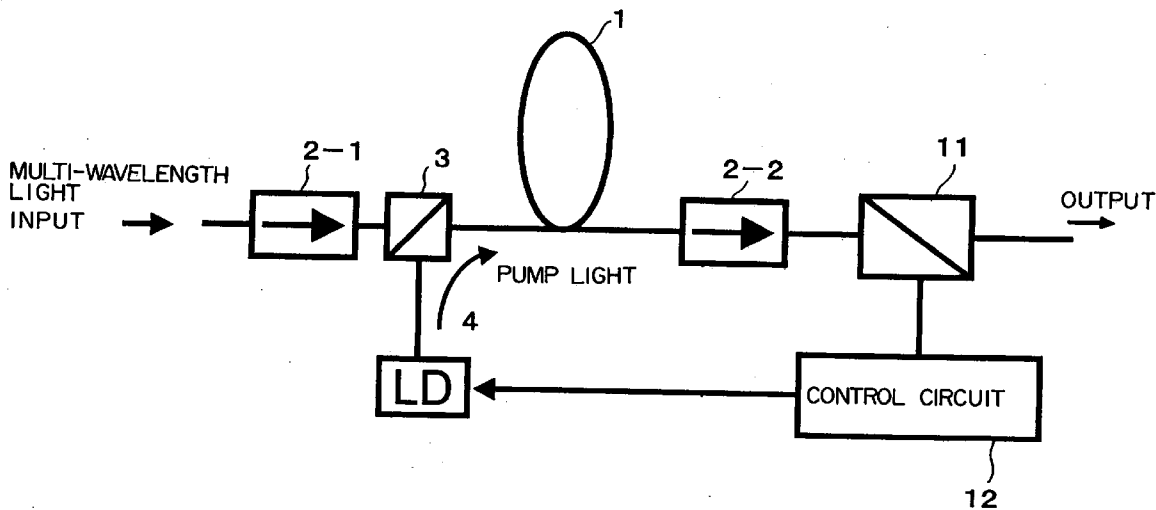 1
2-1
3
2-2
11
MULTI-WAVELENGTH
LIGHT
INPUT
OUTPUT
PUMP LIGHT
4
LD
CONTROL CIRCUIT
12